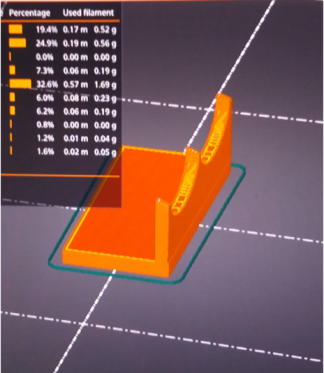 Percentage Used filament
19.4% 0.17 m 0.52 g
24.9% 0.19 m 0.56 g
0.0% 0.00 m 0.00 g
7.3% 0.06 m 0.19 g
32.6% 0.57 m 1.69 g
6.0% 0.08 m 0.23 g
6.2% 0.06 m 0.19 g
0.8% 0.00 m 0.00 g
1.2% 0.01 m 0.04 g
1.6% 0.02 m 0.05 g